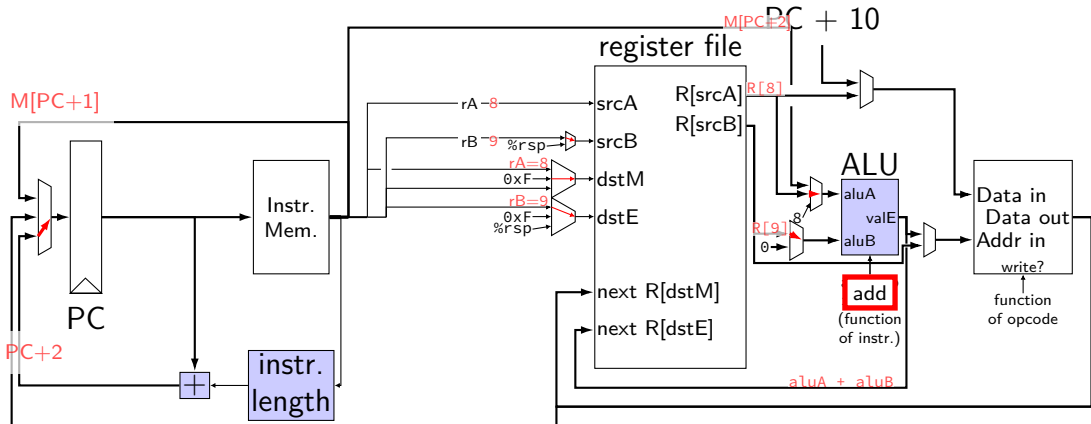 M[PC+1]
PC
Instr.
Mem.
PC+2
+
instr.
length
rA 8
rB 9
%rsp
rA=8
0xF
rB=9
0xF
%rsp
register file
srcA
srcB
dstM
dstE
next R[dstM]
next R[dstE]
R[srcA]
R[srcB]
R[8]
M[PC=2]
PC + 10
8
R[9]
0
ALU
aluA
valE
aluB
add
(function
of instr.)
aluA + aluB
Data in
Data out
Addr in
write?
function
of opcode